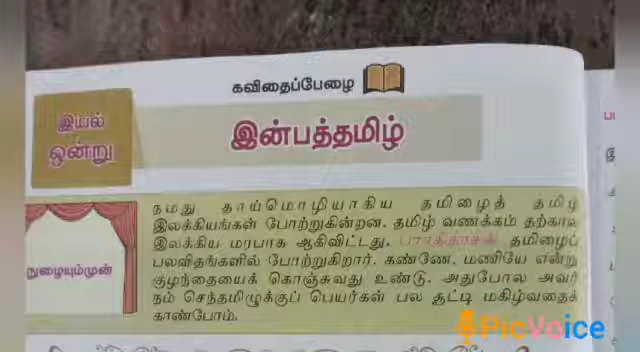 கவிதைப்பேழை
இயல்
ஒன்று
இன்பத்தமிழ்
நமது தாய்மொழியாகிய தமிழைத் தமிழ்
இலக்கியங்கள் போற்றுகின்றன. தமிழ் வணக்கம் தற்கால
இலக்கிய மரபாக ஆகிவிட்டது. பாரதிதாசன் தமிழைப்
பலவிதங்களில் போற்றுகிறார். கண்ணே, மணியே என்று
குழந்தையைக் கொஞ்சுவது உண்டு. அதுபோல அவர்
நம் செந்தமிழுக்குப் பெயர்கள் பல சூட்டி மகிழ்வதைக்
காண்போம்.
நுழையும்முன்
PicVoice